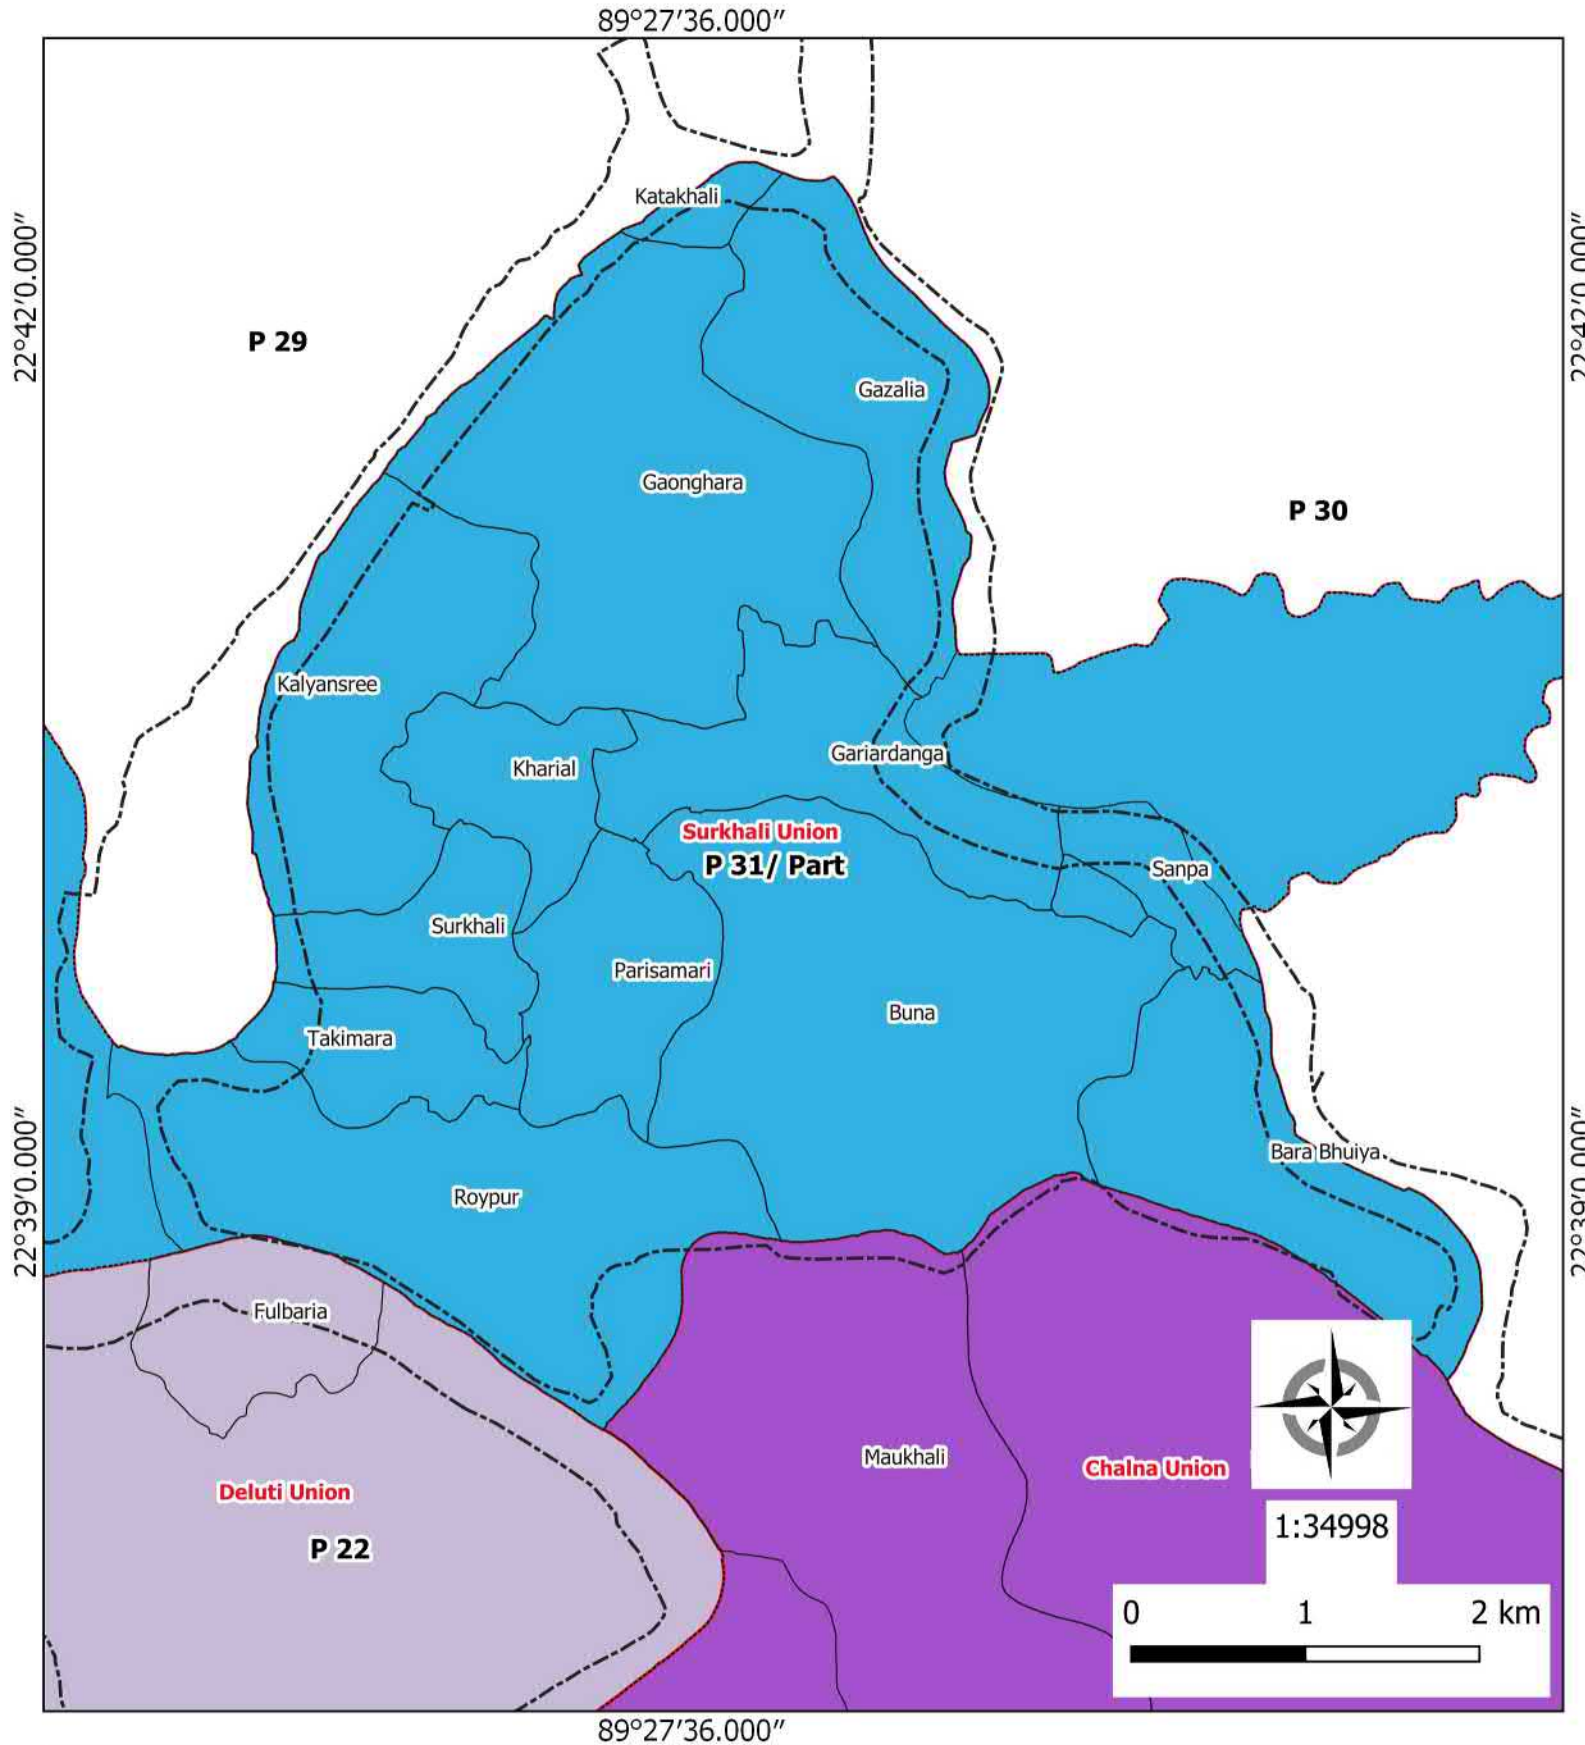 89°27'36.000"
Katakhali
22°42'0.000"
22°42'0.000"
P 29
Gazalia
Gaonghara
P 30
Kalyansree
Gariardanga
Kharial
Surkhali Union
P 31/ Part
Sanpa
Surkhali
Parisamari
Buna
Takimara
22°39'0.000"
22°39'0.000"
Bara Bhuiya
Roypur
Fulbaria
Maukhali
Chalna Union
Deluti Union
1:34998
P 22
0 1 2 km
89°27'36.000"